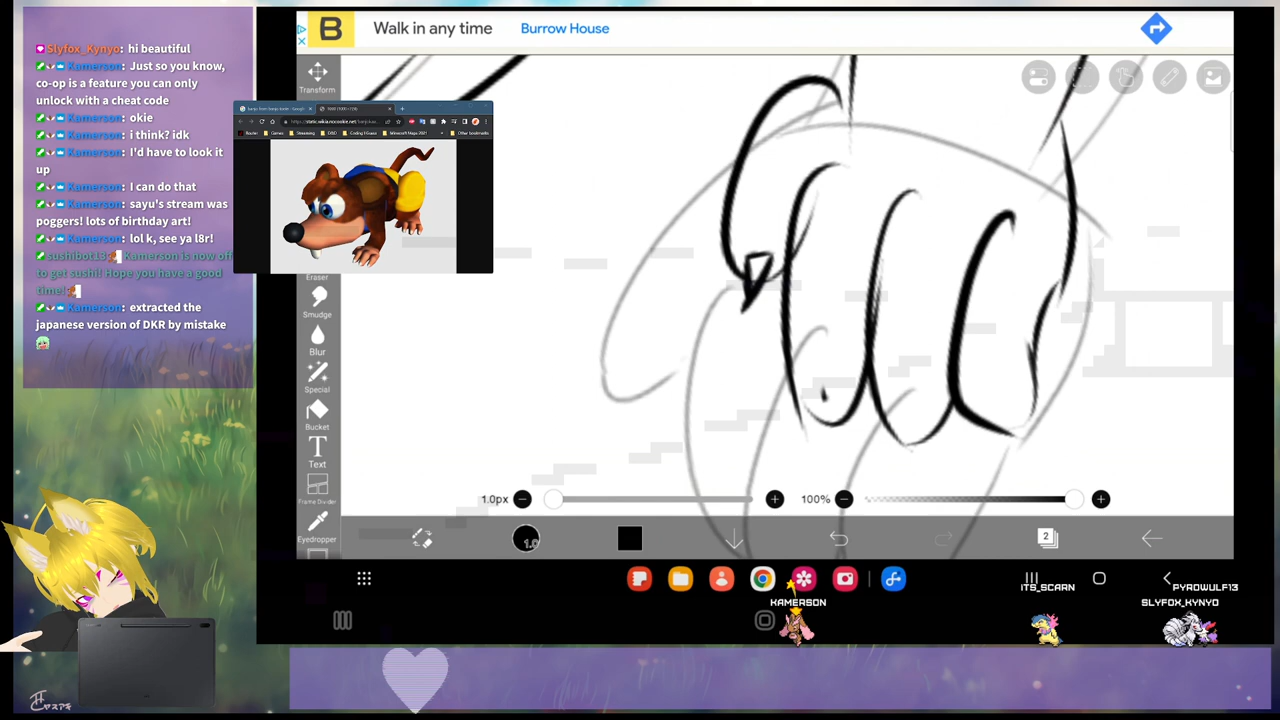 Slyfox_Kynyo: hi beautiful
Kamerson: Just so you know,
co-op is a feature you can only
unlock with a cheat code
Kamerson: okie
Kamerson: i think? idk
Kamerson: I'd have to look it
up
Kamerson: I can do that
Kamerson: sayu's stream was
poggers! lots of birthday art!
Kamerson: lol k, see ya l8r!
sushibot13: Kamerson is now off
to get sushi! Hope you have a good
time!
Kamerson: extracted the
japanese version of DKR by mistake
B
Walk in any time
Burrow House
Transform
Eraser
Smudge
Blur
Special
Bucket
Text
Frame Divider
Eyedropper
1.0px
100%
1.0
2
KAMERSON
iTS_SCARN
PYROWULF13
SLYFOX_KYNYO